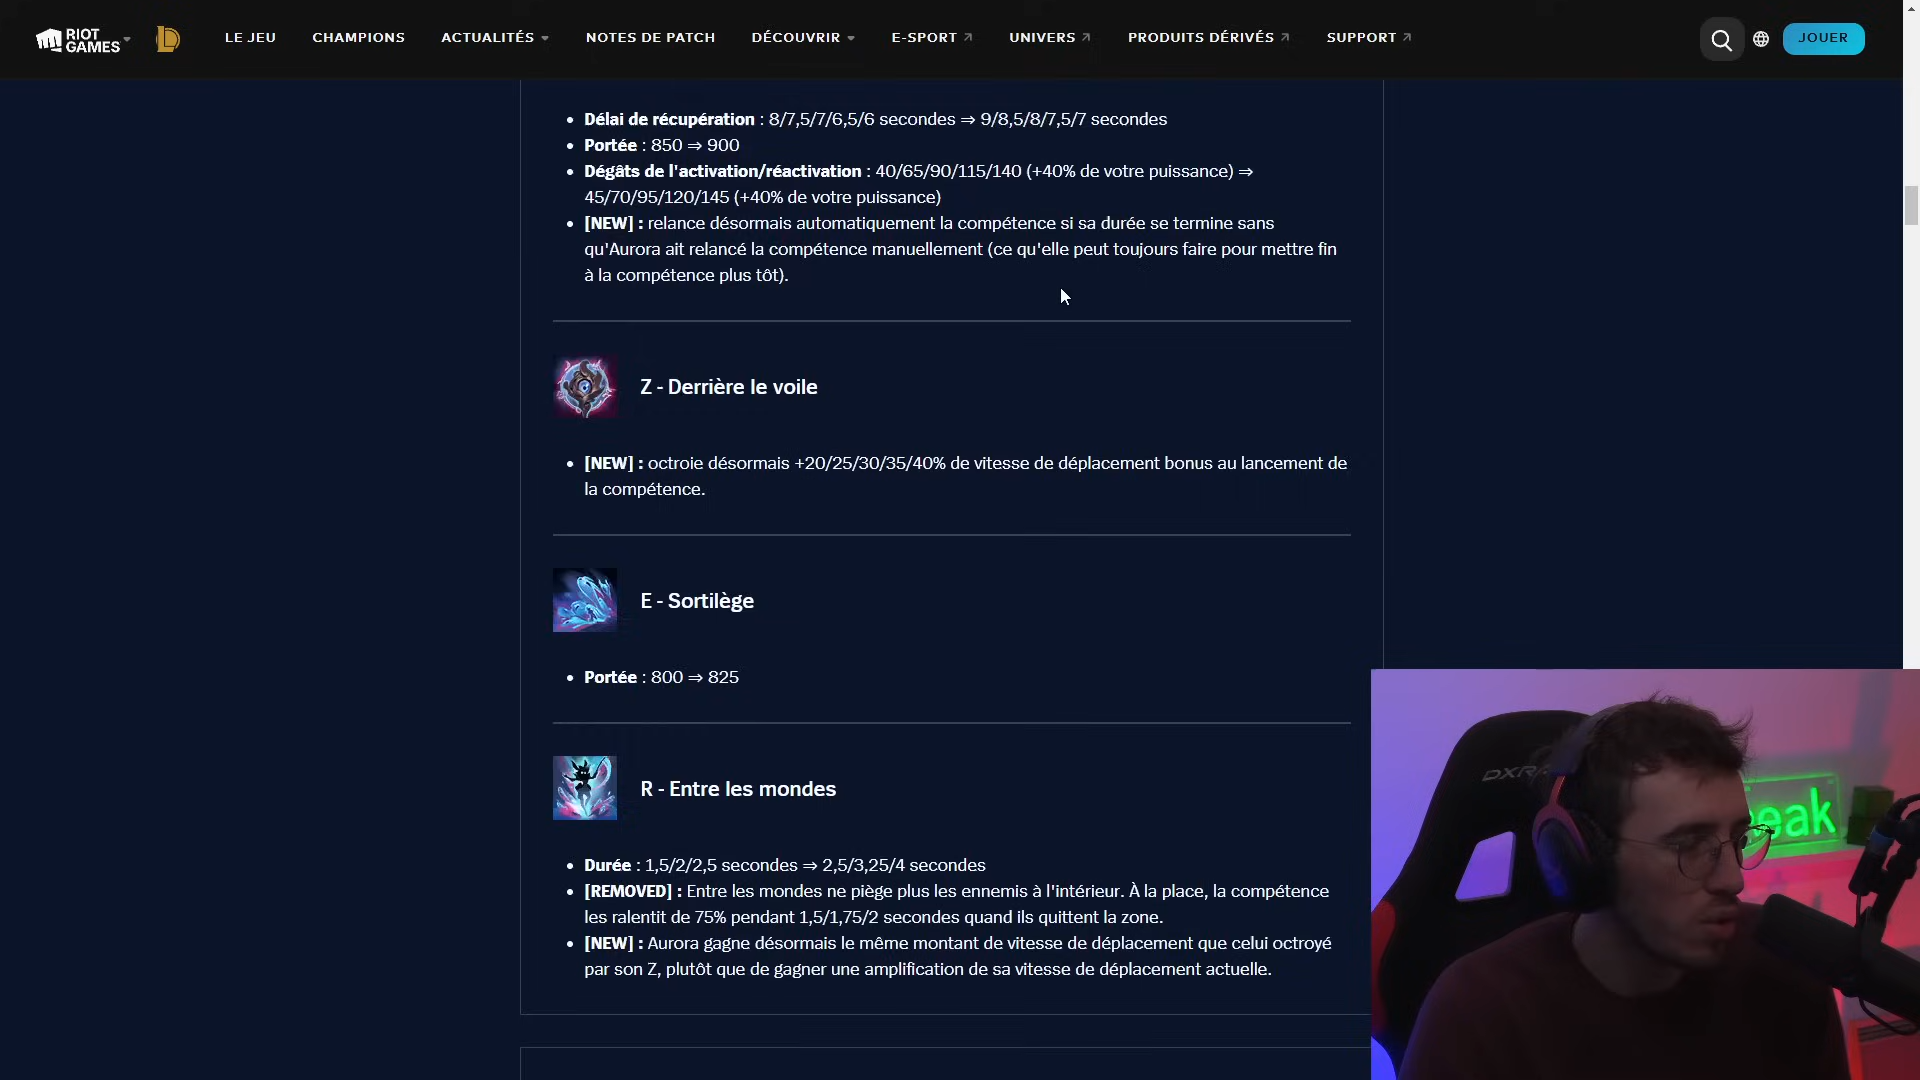 RIOT GAMES
LE JEU
CHAMPIONS
ACTUALITÉS
NOTES DE PATCH
DÉCOUVRIR
E-SPORT
UNIVERS
PRODUITS DÉRIVÉS
SUPPORT
JOUER
Délai de récupération : 8/7,5/7/6,5/6 secondes ⇒ 9/8,5/8/7,5/7 secondes
Portée : 850 ⇒ 900
Dégâts de l'activation/réactivation : 40/65/90/115/140 (+40% de votre puissance) ⇒
45/70/95/120/145 (+40% de votre puissance)
[NEW] : relance désormais automatiquement la compétence si sa durée se termine sans
qu'Aurora ait relancé la compétence manuellement (ce qu'elle peut toujours faire pour mettre fin
à la compétence plus tôt).
Z - Derrière le voile
[NEW] : octroie désormais +20/25/30/35/40% de vitesse de déplacement bonus au lancement de
la compétence.
E - Sortilège
Portée : 800 ⇒ 825
R - Entre les mondes
Durée : 1,5/2/2,5 secondes ⇒ 2,5/3,25/4 secondes
[REMOVED] : Entre les mondes ne piège plus les ennemis à l'intérieur. À la place, la compétence
les ralentit de 75% pendant 1,5/1,75/2 secondes quand ils quittent la zone.
[NEW] : Aurora gagne désormais le même montant de vitesse de déplacement que celui octroyé
par son Z, plutôt que de gagner une amplification de sa vitesse de déplacement actuelle.